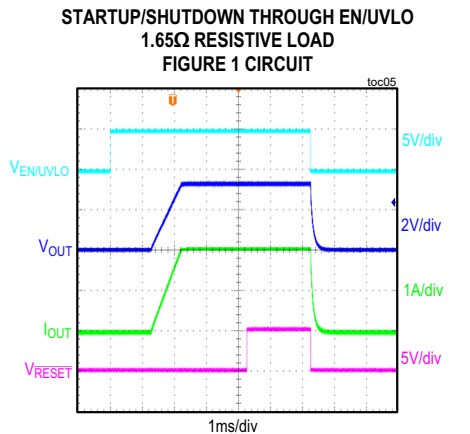 STARTUP/SHUTDOWN THROUGH EN/UVLO
1.65Ω RESISTIVE LOAD
FIGURE 1 CIRCUIT
toc05
T
VEN/UVLO
5V/div
VOUT
2V/div
IOUT
1A/div
VRESET
5V/div
1ms/div